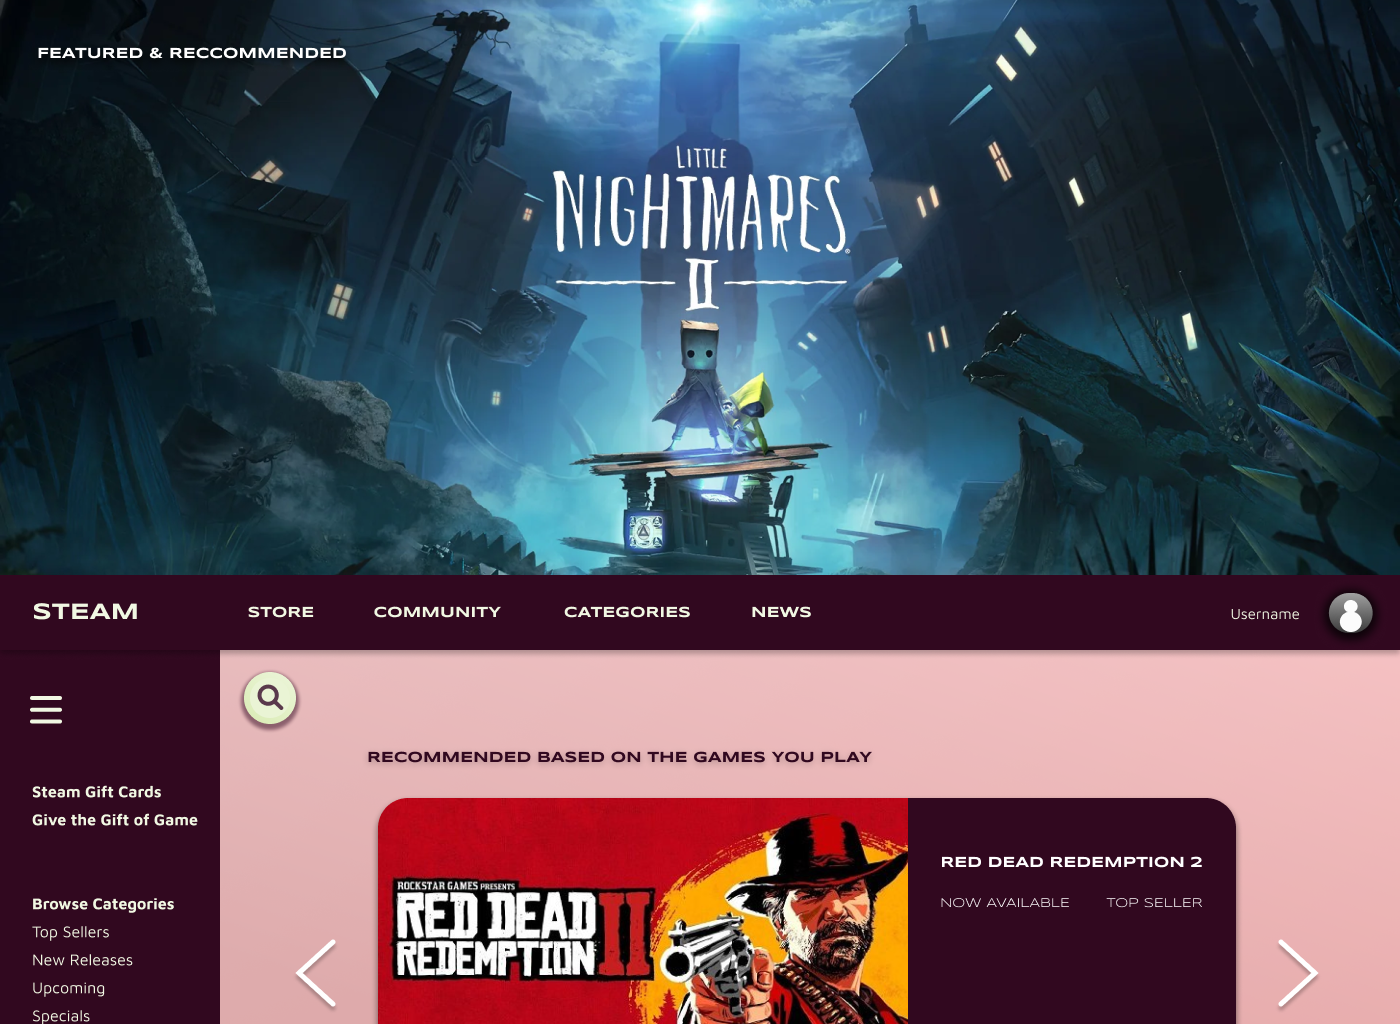 FEATURED & RECCOMMENDED
LITTLE
NIGHTMARES
II
STEAM
STORE
COMMUNITY
CATEGORIES
NEWS
Username
RECOMMENDED BASED ON THE GAMES YOU PLAY
Steam Gift Cards
Give the Gift of Game
Browse Categories
Top Sellers
New Releases
Upcoming
Specials
ROCKSTAR GAMES PRESENTS
RED DEAD
REDEMPTION II
RED DEAD REDEMPTION 2
NOW AVAILABLE
TOP SELLER